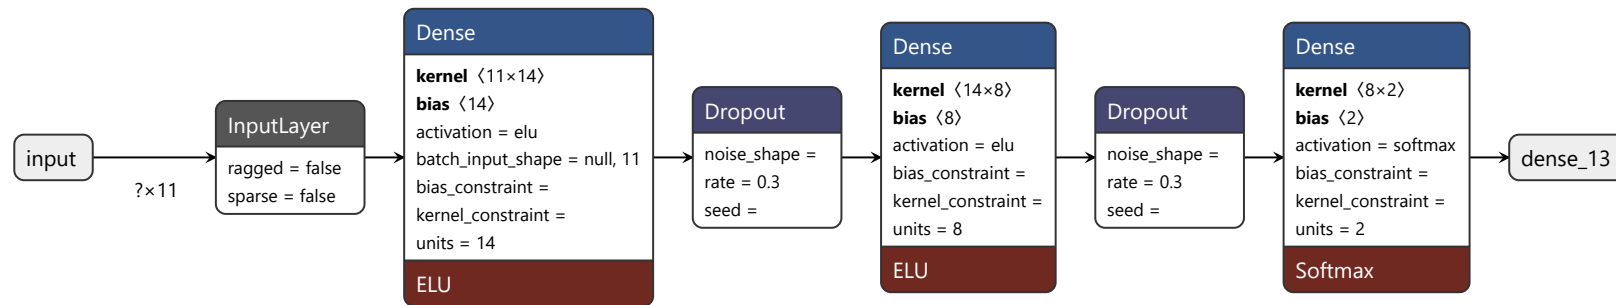 input
?×11
InputLayer
ragged = false
sparse = false
Dense
kernel 〈11×14〉
bias 〈14〉
activation = elu
batch_input_shape = null, 11
bias_constraint =
kernel_constraint =
units = 14
ELU
Dropout
noise_shape =
rate = 0.3
seed =
Dense
kernel 〈14×8〉
bias 〈8〉
activation = elu
bias_constraint =
kernel_constraint =
units = 8
ELU
Dropout
noise_shape =
rate = 0.3
seed =
Dense
kernel 〈8×2〉
bias 〈2〉
activation = softmax
bias_constraint =
kernel_constraint =
units = 2
Softmax
dense_13